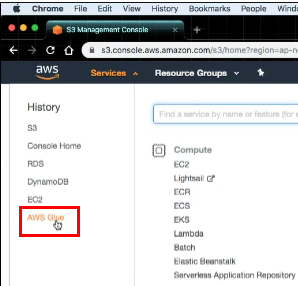 Chrome File Edit View History Bookmarks People
S3 Management Console
s3.console.aws.amazon.com/s3/home?region=ap-
aws Services Resource Groups
History
S3
Console Home
RDS
DynamoDB
EC2
AWS Glue
Find a service by name or feature (for
Compute
EC2
Lightsail
ECR
ECS
EKS
Lambda
Batch
Elastic Beanstalk
Serverless Application Repository